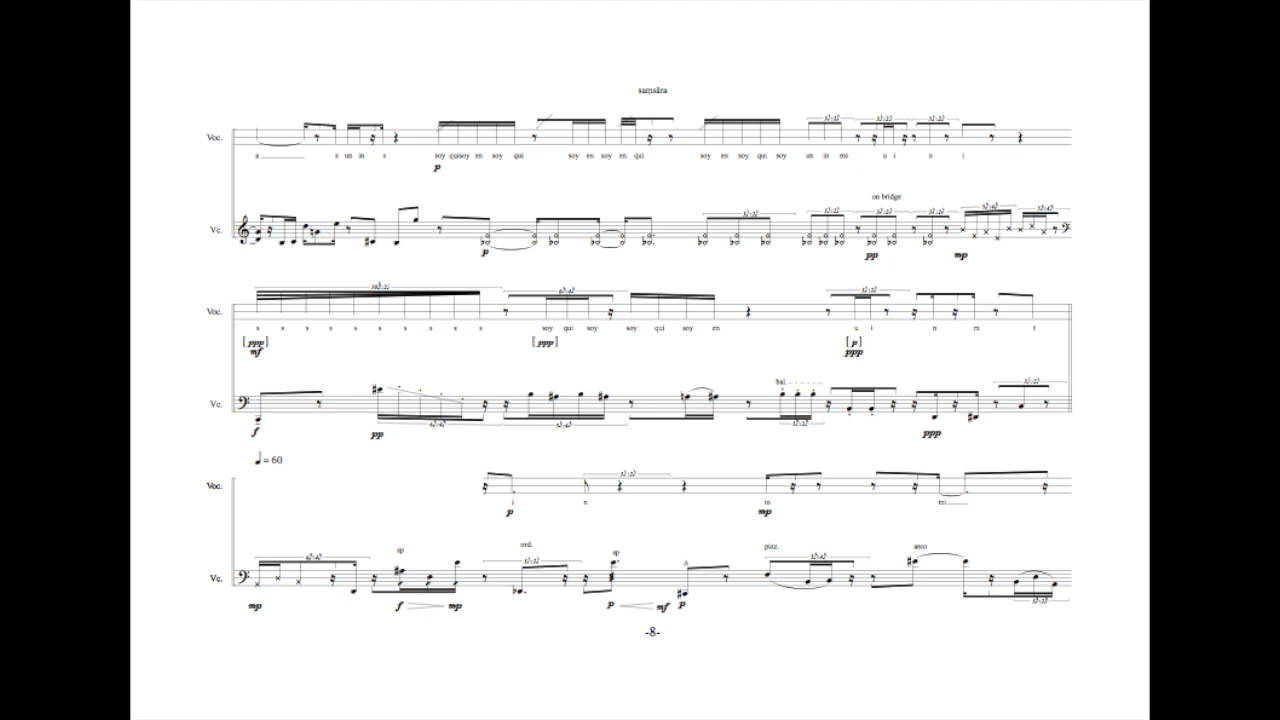 saṃsāra
Voc.
a s un in s soy qui soy en soy qui soy en soy en qui soy en soy qui soy un in mi u i n i
p
on bridge
Vc.
p pp mp
Voc.
s s s s s s s s s s soy qui soy soy qui soy en u i n m t
[ppp] [ppp] [p]
mf ppp
bal.
Vc.
f pp ppp
♩ = 60
Voc.
i n in mi
p mp
sp ord. sp pizz. arco
Vc.
mp f mp p mf p
-8-